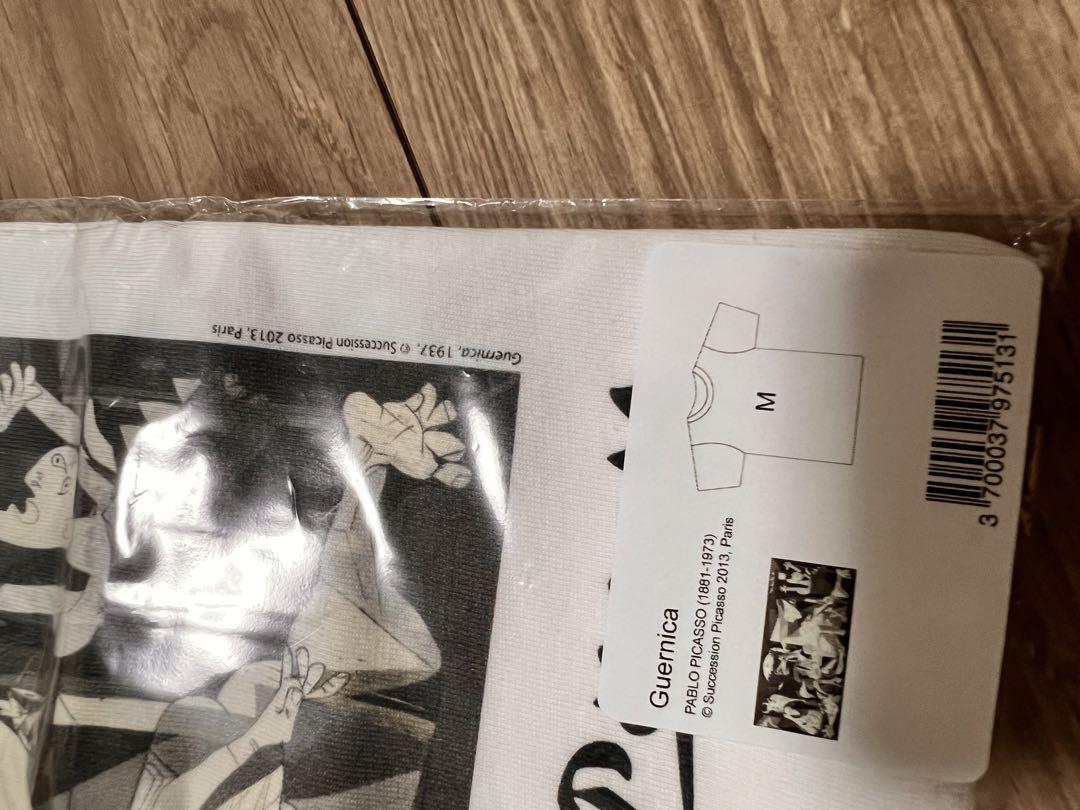 Guernica, 1937, © Succession Picasso 2013, Paris
Guernica
PABLO PICASSO (1881-1973)
© Succession Picasso 2013, Paris
M
3 700037 975131